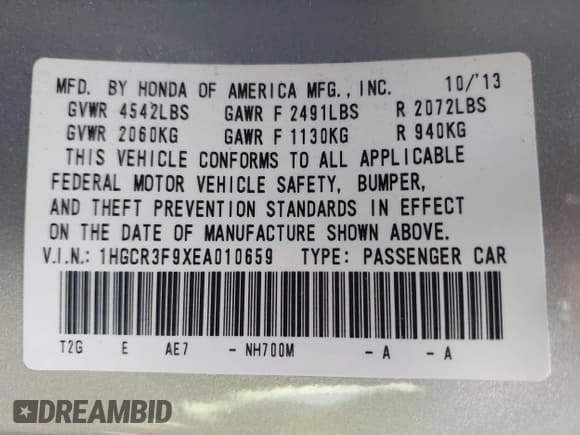 MFD. BY HONDA OF AMERICA MFG., INC. 10/'13
GVWR 4542LBS GAWR F 2491LBS R 2072LBS
GVWR 2060KG GAWR F 1130KG R 940KG
THIS VEHICLE CONFORMS TO ALL APPLICABLE
FEDERAL MOTOR VEHICLE SAFETY, BUMPER,
AND THEFT PREVENTION STANDARDS IN EFFECT
ON THE DATE OF MANUFACTURE SHOWN ABOVE.
V.I.N.: 1HGCR3F9XEA010659 TYPE: PASSENGER CAR
T2G E AE7 - NH700M - A - A
DREAMBID